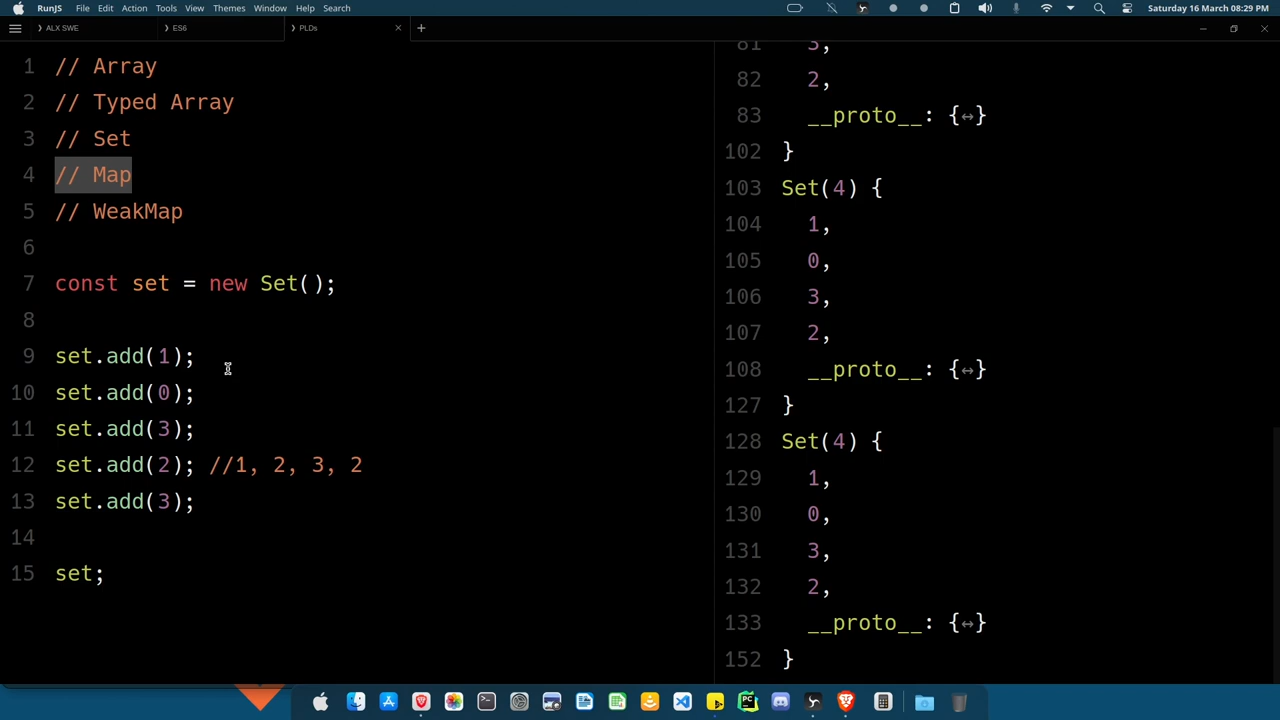 RunJS File Edit Action Tools View Themes Window Help Search Saturday 16 March 08:29 PM
ALX SWE ES6 PLDs
1 // Array
2 // Typed Array
3 // Set
4 // Map
5 // WeakMap
6
7 const set = new Set();
8
9 set.add(1);
10 set.add(0);
11 set.add(3);
12 set.add(2); //1, 2, 3, 2
13 set.add(3);
14
15 set;
81 3,
82 2,
83 __proto__: {↔}
102 }
103 Set(4) {
104 1,
105 0,
106 3,
107 2,
108 __proto__: {↔}
127 }
128 Set(4) {
129 1,
130 0,
131 3,
132 2,
133 __proto__: {↔}
152 }
PC